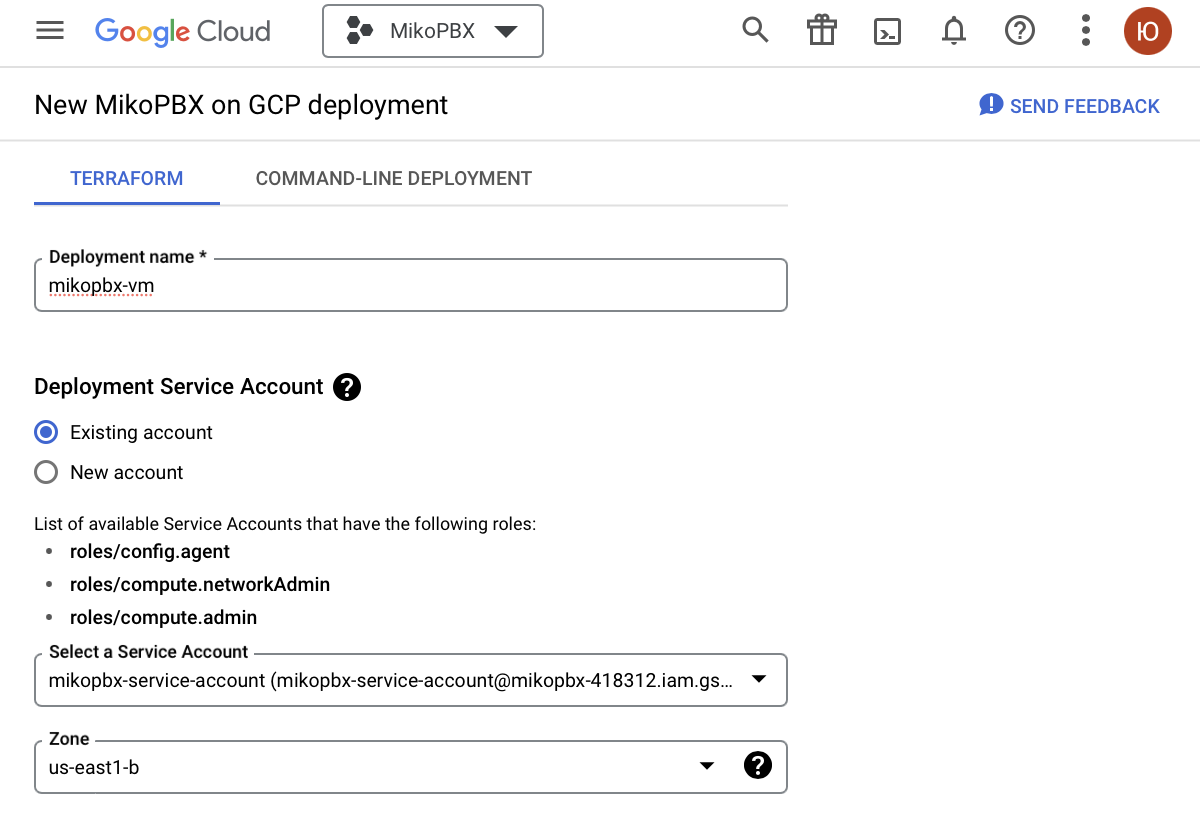 Google Cloud
MikoPBX
Ю
New MikoPBX on GCP deployment
SEND FEEDBACK
TERRAFORM
COMMAND-LINE DEPLOYMENT
Deployment name *
mikopbx-vm
Deployment Service Account
Existing account
New account
List of available Service Accounts that have the following roles:
• roles/config.agent
• roles/compute.networkAdmin
• roles/compute.admin
Select a Service Account
mikopbx-service-account (mikopbx-service-account@mikopbx-418312.iam.gs...
Zone
us-east1-b